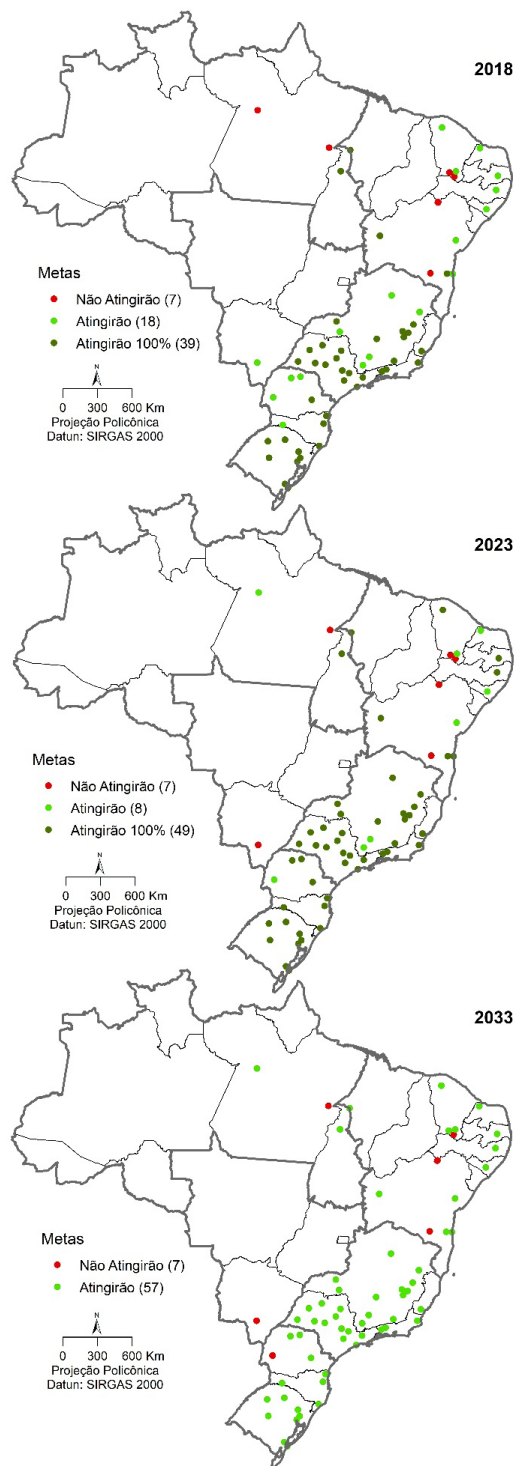 2018
Metas
Não Atingirão (7)
Atingirão (18)
Atingirão 100% (39)
N
0 300 600 Km
Projeção Policônica
Datun: SIRGAS 2000
2023
Metas
Não Atingirão (7)
Atingirão (8)
Atingirão 100% (49)
N
0 300 600 Km
Projeção Policônica
Datun: SIRGAS 2000
2033
Metas
Não Atingirão (7)
Atingirão (57)
N
0 300 600 Km
Projeção Policônica
Datun: SIRGAS 2000